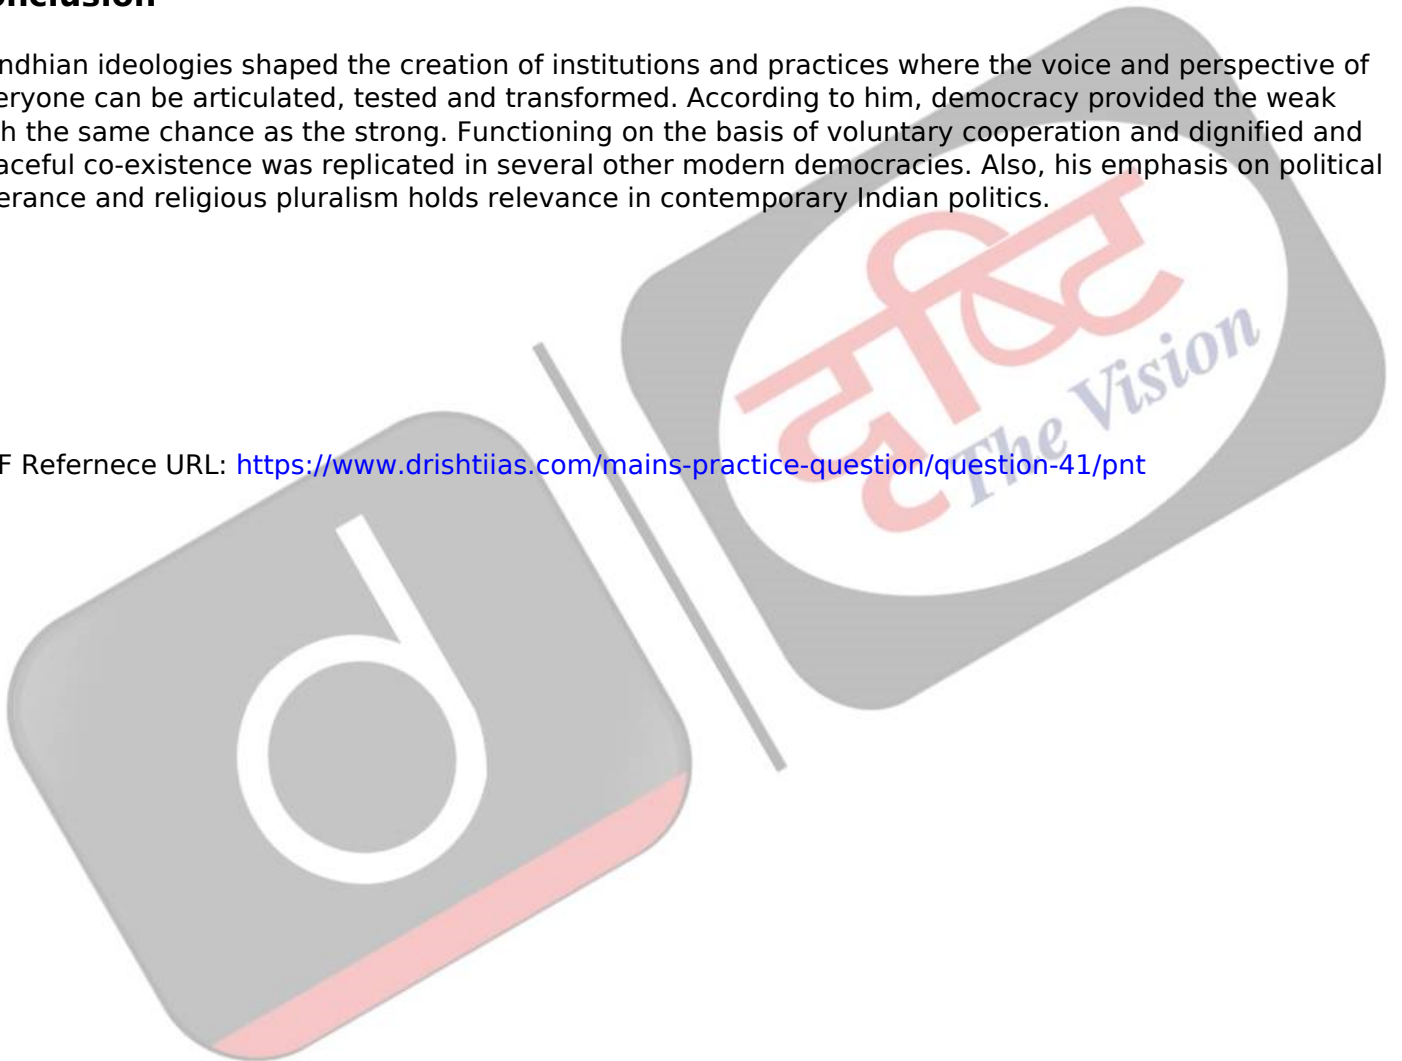 onclusion
ndhian ideologies shaped the creation of institutions and practices where the voice and perspective of
eryone can be articulated, tested and transformed. According to him, democracy provided the weak
h the same chance as the strong. Functioning on the basis of voluntary cooperation and dignified and
aceful co-existence was replicated in several other modern democracies. Also, his emphasis on political
erance and religious pluralism holds relevance in contemporary Indian politics.
दृष्टि
The Vision
F Refernece URL: https://www.drishtiias.com/mains-practice-question/question-41/pnt
d